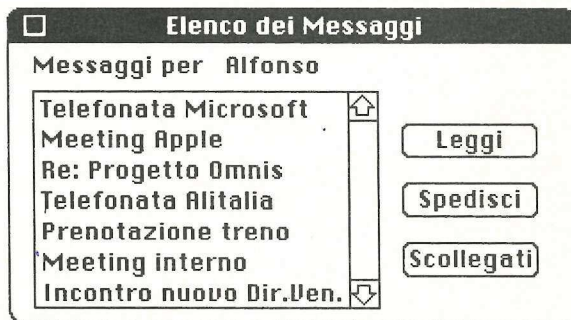 Elenco dei Messaggi
Messaggi per Alfonso
Telefonata Microsoft
Meeting Apple
Re: Progetto Omnis
Telefonata Alitalia
Prenotazione treno
Meeting interno
Incontro nuovo Dir.Ven.
Leggi
Spedisci
Scollegati